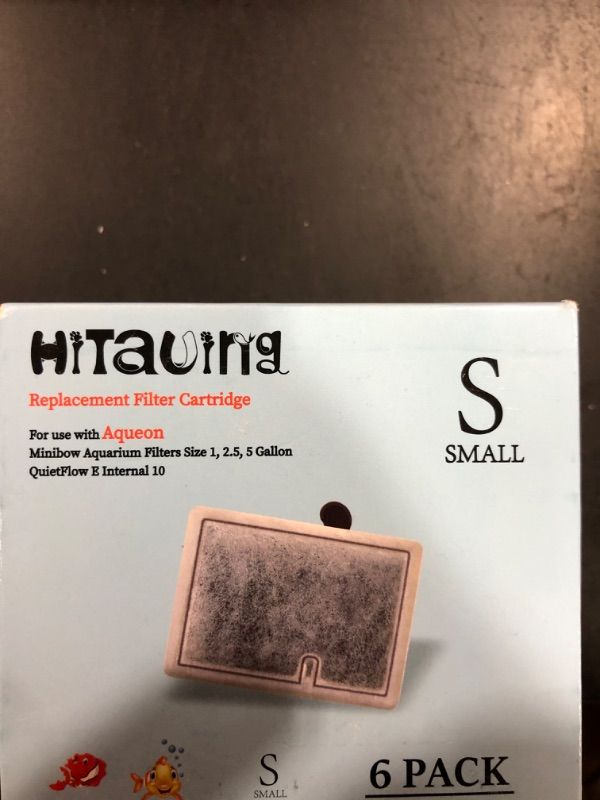 HiTauing
Replacement Filter Cartridge
For use with Aqueon
Minibow Aquarium Filters Size 1, 2.5, 5 Gallon
QuietFlow E Internal 10
S
SMALL
S
SMALL
6 PACK